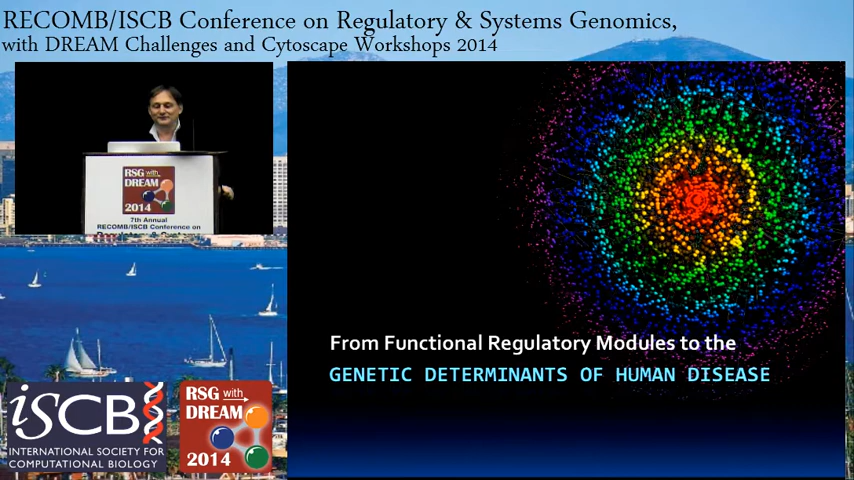 RECOMB/ISCB Conference on Regulatory & Systems Genomics,
with DREAM Challenges and Cytoscape Workshops 2014
RSG with
DREAM
2014
7th Annual
RECOMB/ISCB Conference on
From Functional Regulatory Modules to the
GENETIC DETERMINANTS OF HUMAN DISEASE
iSCB
INTERNATIONAL SOCIETY FOR
COMPUTATIONAL BIOLOGY
RSG with
DREAM
2014